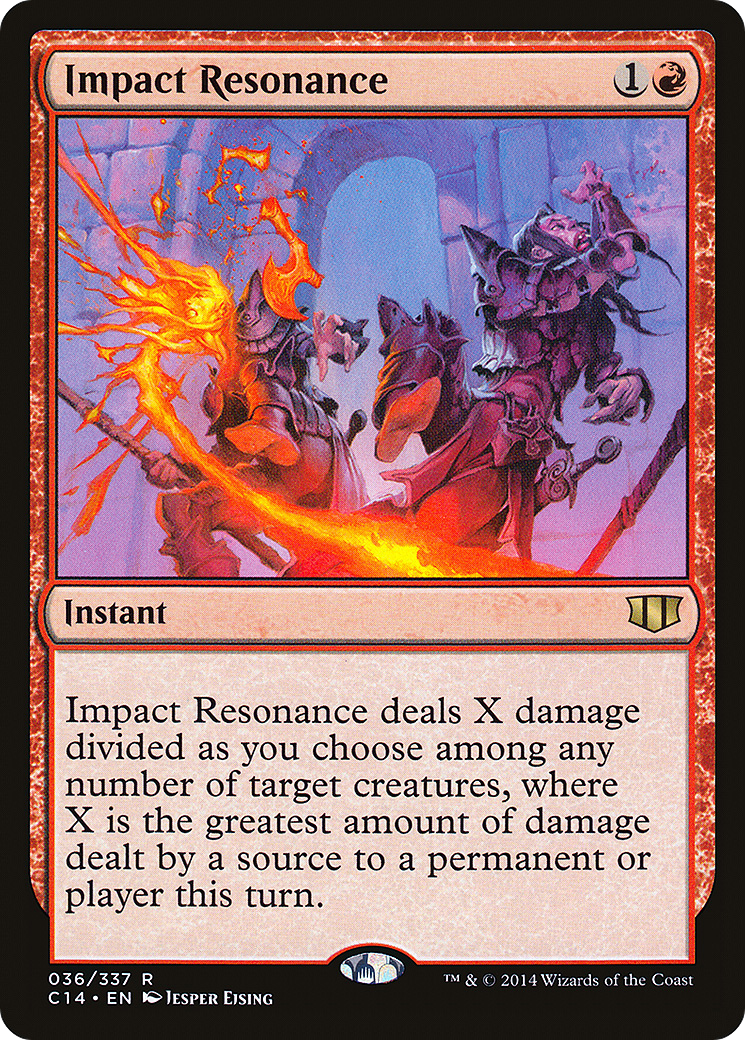 Impact Resonance 1
Instant
Impact Resonance deals X damage
divided as you choose among any
number of target creatures, where
X is the greatest amount of damage
dealt by a source to a permanent or
player this turn.
036/337 R
C14 • EN Jesper Ejsing
™ & © 2014 Wizards of the Coast